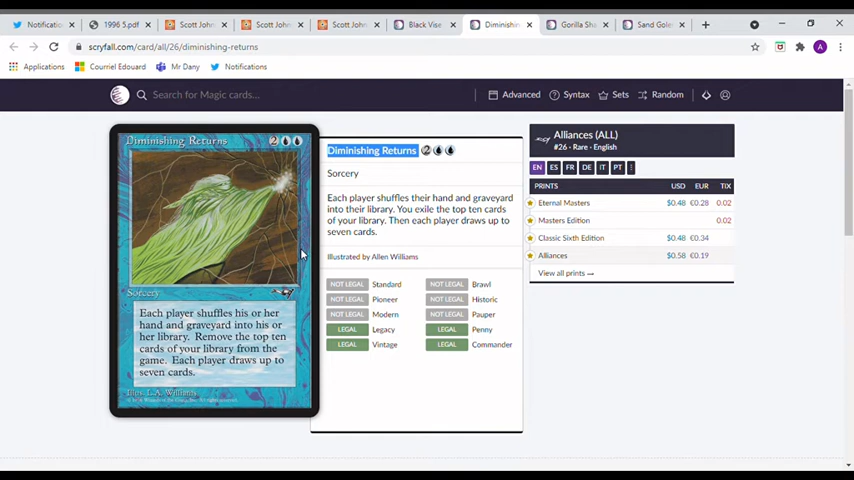 Notification
1996 5.pdf
Scott John
Scott John
Scott John
Black Vise
Diminishin
Gorilla Sha
Sand Gole
scryfall.com/card/all/26/diminishing-returns
A
Applications
Courriel Édouard
Mr Dany
Notifications
Search for Magic cards...
Advanced
Syntax
Sets
Random
Diminishing Returns 2
Diminishing Returns 2
Sorcery
Each player shuffles their hand and graveyard
into their library. You exile the top ten cards
of your library. Then each player draws up to
seven cards.
Illustrated by Allen Williams
NOT LEGAL Standard NOT LEGAL Brawl
NOT LEGAL Pioneer NOT LEGAL Historic
NOT LEGAL Modern NOT LEGAL Pauper
LEGAL Legacy LEGAL Penny
LEGAL Vintage LEGAL Commander
Sorcery
Each player shuffles his or her
hand and graveyard into his or
her library. Remove the top ten
cards of your library from the
game. Each player draws up to
seven cards.
Illus. L.A. Williams
Alliances (ALL)
#26 · Rare · English
EN ES FR DE IT PT
PRINTS USD EUR TIX
Eternal Masters $0.48 €0.28 0.02
Masters Edition 0.02
Classic Sixth Edition $0.48 €0.34
Alliances $0.58 €0.19
View all prints →